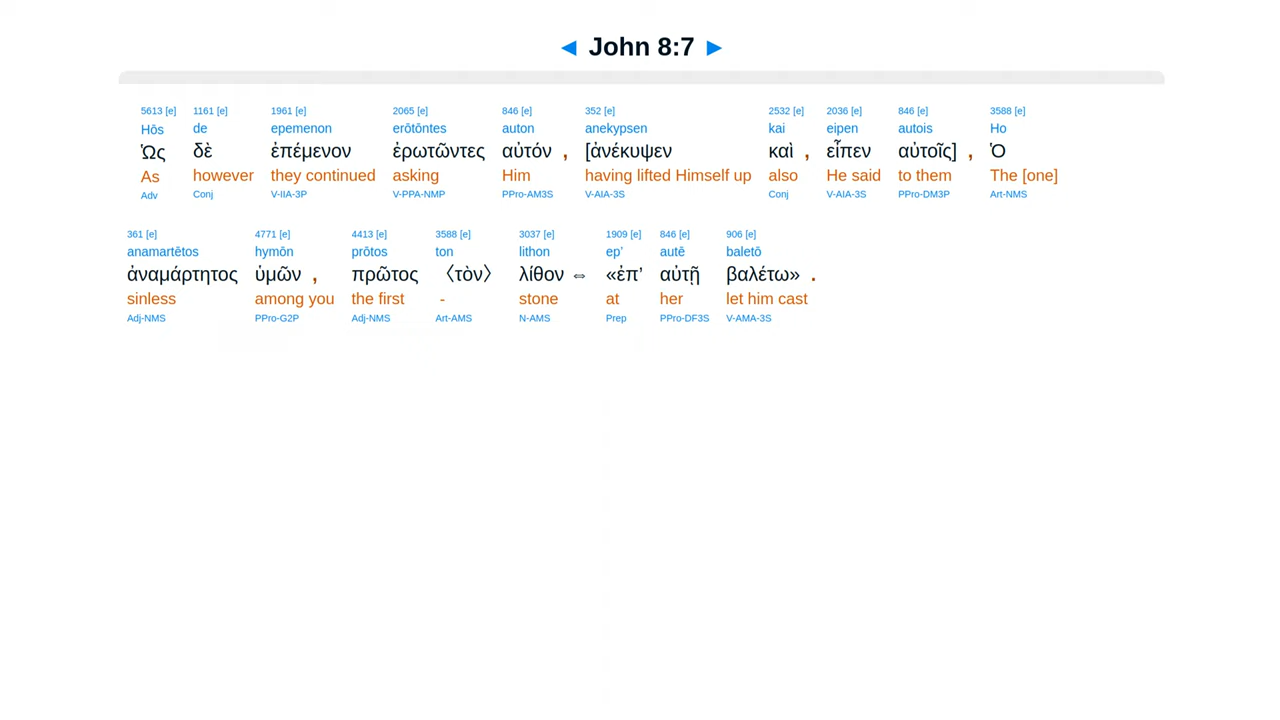 ◄ John 8:7 ►
5613 [e] 1161 [e] 1961 [e] 2065 [e] 846 [e] 352 [e] 2532 [e] 2036 [e] 846 [e] 3588 [e]
Hōs de epemenon erōtōntes auton anekypsen kai eipen autois Ho
Ὡς δὲ ἐπέμενον ἐρωτῶντες αὐτόν , [ἀνέκυψεν καὶ , εἶπεν αὐτοῖς] , Ὁ
As however they continued asking Him having lifted Himself up also He said to them The [one]
Adv Conj V-IIA-3P V-PPA-NMP PPro-AM3S V-AIA-3S Conj V-AIA-3S PPro-DM3P Art-NMS
361 [e] 4771 [e] 4413 [e] 3588 [e] 3037 [e] 1909 [e] 846 [e] 906 [e]
anamartētos hymōn prōtos ton lithon ep’ autē baletō
ἀναμάρτητος ὑμῶν , πρῶτος 〈τὸν〉 λίθον ⇔ «ἐπ’ αὐτῇ βαλέτω» .
sinless among you the first - stone at her let him cast
Adj-NMS PPro-G2P Adj-NMS Art-AMS N-AMS Prep PPro-DF3S V-AMA-3S